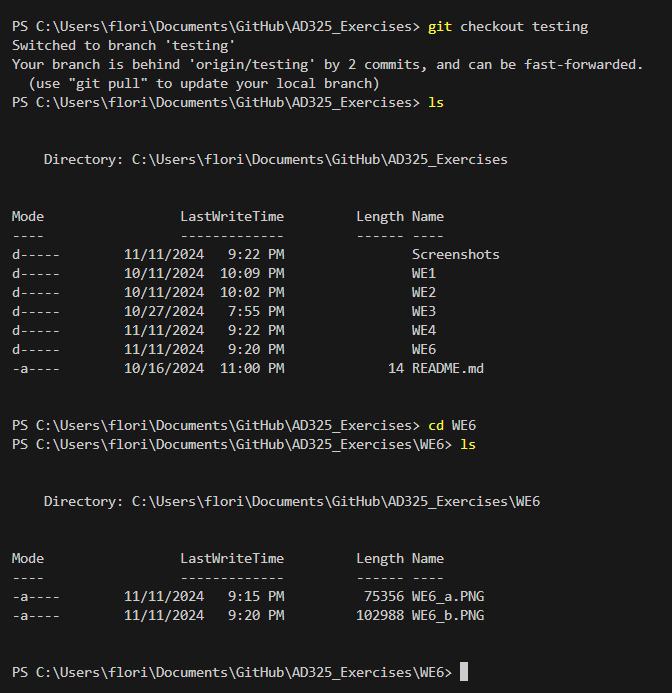 PS C:\Users\flori\Documents\GitHub\AD325_Exercises> git checkout testing
Switched to branch 'testing'
Your branch is behind 'origin/testing' by 2 commits, and can be fast-forwarded.
  (use "git pull" to update your local branch)
PS C:\Users\flori\Documents\GitHub\AD325_Exercises> ls
    Directory: C:\Users\flori\Documents\GitHub\AD325_Exercises
Mode                 LastWriteTime         Length Name
----                 -------------         ------ ----
d-----        11/11/2024   9:22 PM                Screenshots
d-----        10/11/2024  10:09 PM                WE1
d-----        10/11/2024  10:02 PM                WE2
d-----        10/27/2024   7:55 PM                WE3
d-----        11/11/2024   9:22 PM                WE4
d-----        11/11/2024   9:20 PM                WE6
-a----        10/16/2024  11:00 PM             14 README.md
PS C:\Users\flori\Documents\GitHub\AD325_Exercises> cd WE6
PS C:\Users\flori\Documents\GitHub\AD325_Exercises\WE6> ls
    Directory: C:\Users\flori\Documents\GitHub\AD325_Exercises\WE6
Mode                 LastWriteTime         Length Name
----                 -------------         ------ ----
-a----        11/11/2024   9:15 PM          75356 WE6_a.PNG
-a----        11/11/2024   9:20 PM         102988 WE6_b.PNG
PS C:\Users\flori\Documents\GitHub\AD325_Exercises\WE6>